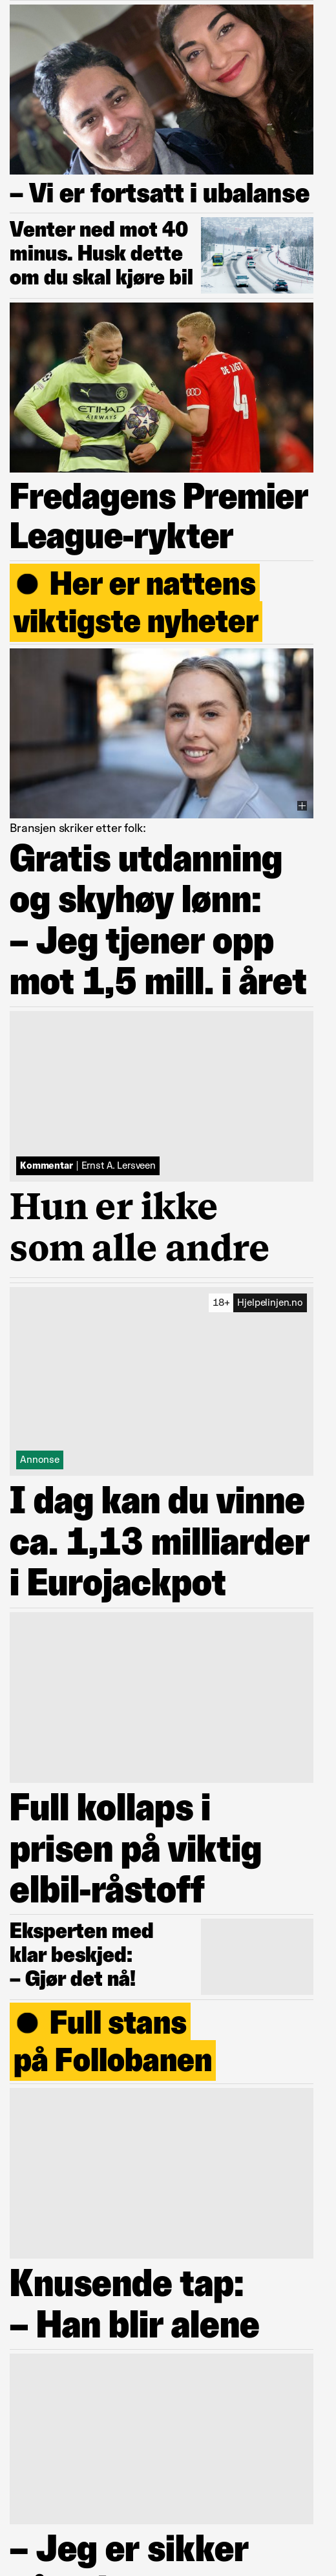 – Vi er fortsatt i ubalanse
Venter ned mot 40
minus. Husk dette
om du skal kjøre bil
ETIHAD
AIRWAYS
DE LIGT
4
Fredagens Premier
League-rykter
● Her er nattens
viktigste nyheter
Bransjen skriker etter folk:
Gratis utdanning
og skyhøy lønn:
– Jeg tjener opp
mot 1,5 mill. i året
Kommentar | Ernst A. Lersveen
Hun er ikke
som alle andre
18+ Hjelpelinjen.no
Annonse
I dag kan du vinne
ca. 1,13 milliarder
i Eurojackpot
Full kollaps i
prisen på viktig
elbil-råstoff
Eksperten med
klar beskjed:
– Gjør det nå!
● Full stans
på Follobanen
Knusende tap:
– Han blir alene
– Jeg er sikker